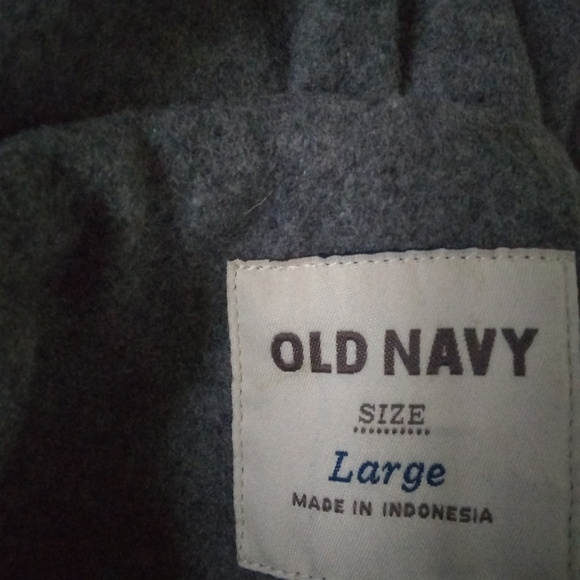 OLD NAVY
SIZE
Large
MADE IN INDONESIA